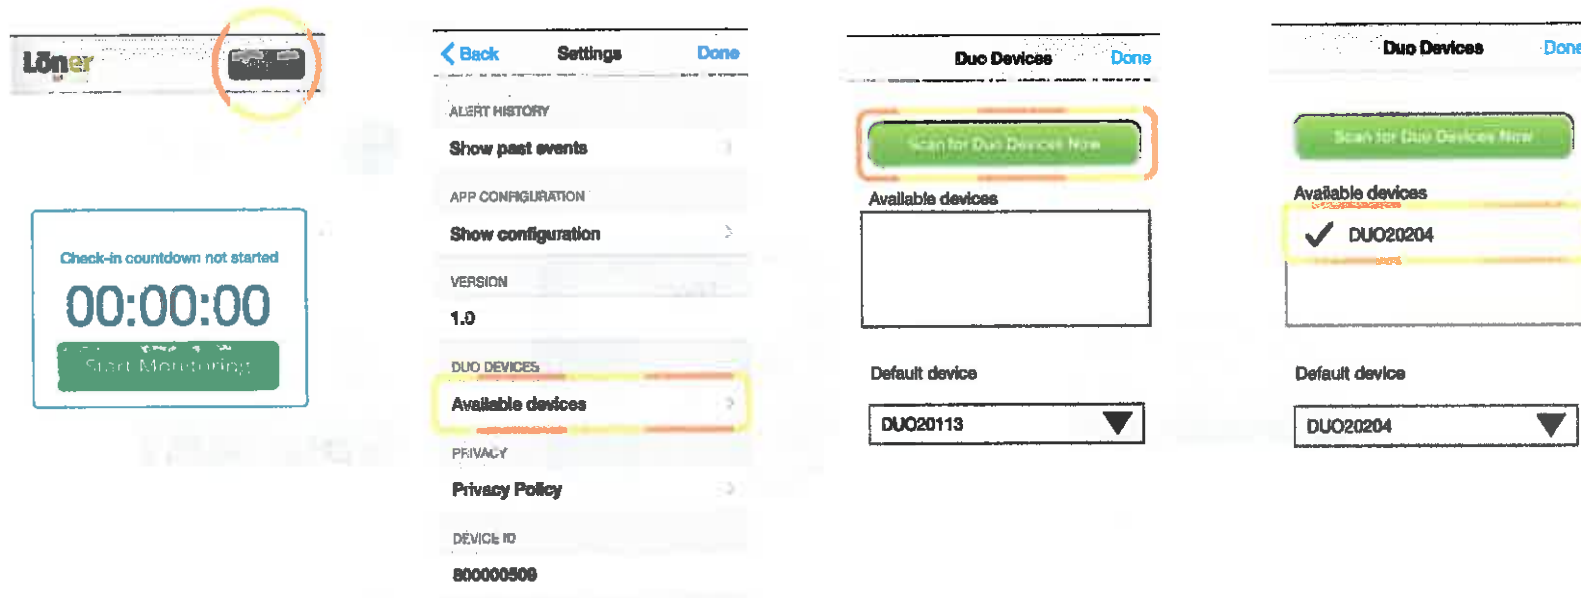 Lōner
Check-in countdown not started
00:00:00
Start Monitoring
Back Settings Done
ALERT HISTORY
Show past events
APP CONFIGURATION
Show configuration
VERSION
1.0
DUO DEVICES
Available devices
PRIVACY
Privacy Policy
DEVICE ID
800000509
Duo Devices Done
Scan for Duo Devices Now
Available devices
Default device
DUO20113
Duo Devices Done
Scan for Duo Devices Now
Available devices
DUO20204
Default device
DUO20204